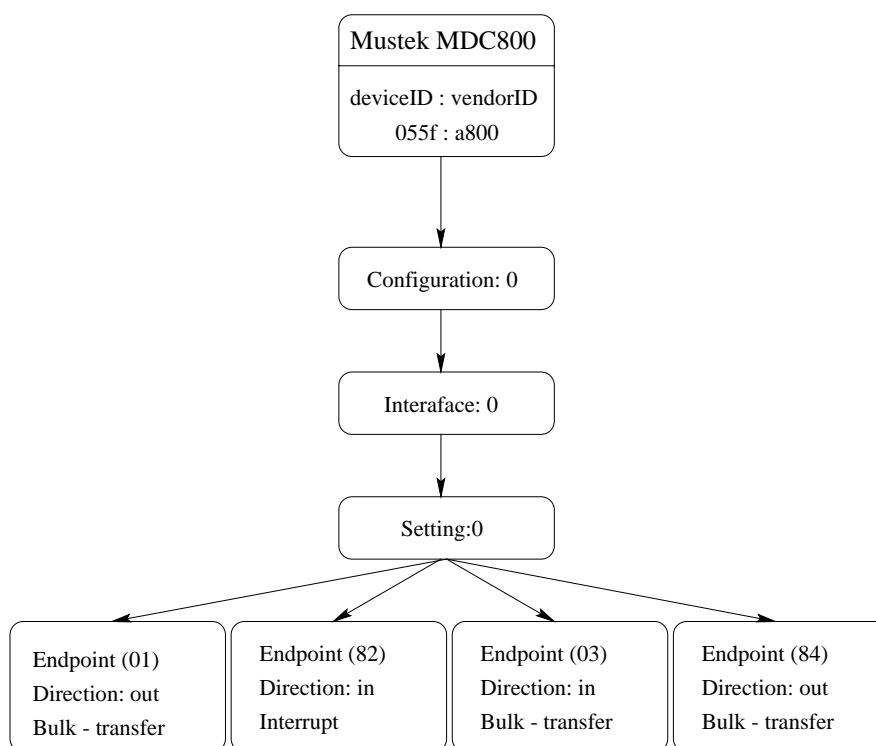 Mustek MDC800
deviceID : vendorID
055f : a800
Configuration: 0
Interaface: 0
Setting:0
Endpoint (01)
Direction: out
Bulk - transfer
Endpoint (82)
Direction: in
Interrupt
Endpoint (03)
Direction: in
Bulk - transfer
Endpoint (84)
Direction: out
Bulk - transfer